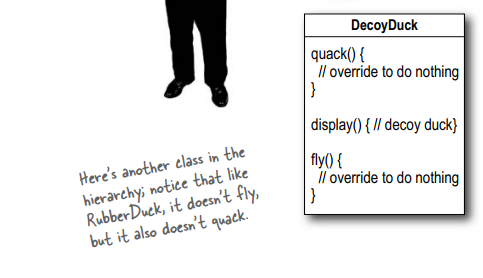 DecoyDuck
quack() {
// override to do nothing
}
display() { // decoy duck}
fly() {
// override to do nothing
}
Here's another class in the
hierarchy; notice that like
RubberDuck, it doesn't fly,
but it also doesn't quack.